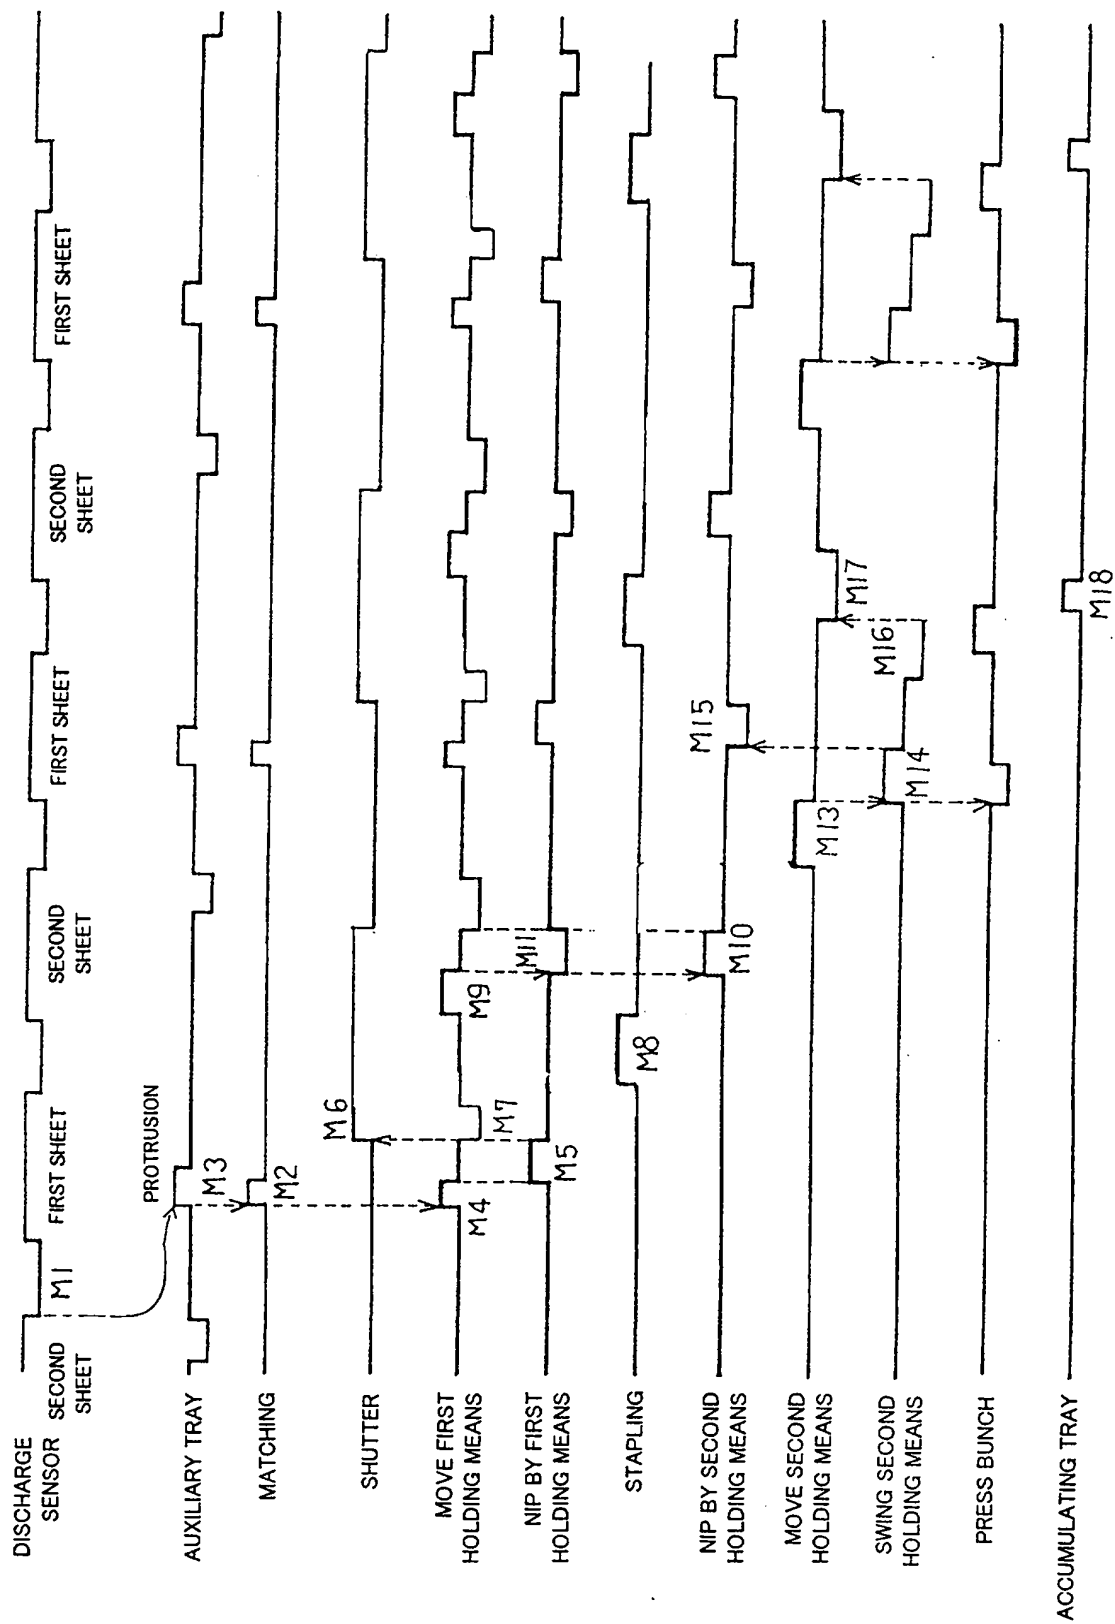 DISCHARGE
SENSOR
SECOND
SHEET
M1
FIRST SHEET
SECOND
SHEET
FIRST SHEET
SECOND
SHEET
FIRST SHEET
AUXILIARY TRAY
PROTRUSION
M3
MATCHING
M2
SHUTTER
M6
MOVE FIRST
HOLDING MEANS
M4
M7
M9
NIP BY FIRST
HOLDING MEANS
M5
M11
STAPLING
M8
NIP BY SECOND
HOLDING MEANS
M10
M15
MOVE SECOND
HOLDING MEANS
M13
M17
SWING SECOND
HOLDING MEANS
M14
M16
PRESS BUNCH
ACCUMULATING TRAY
M18